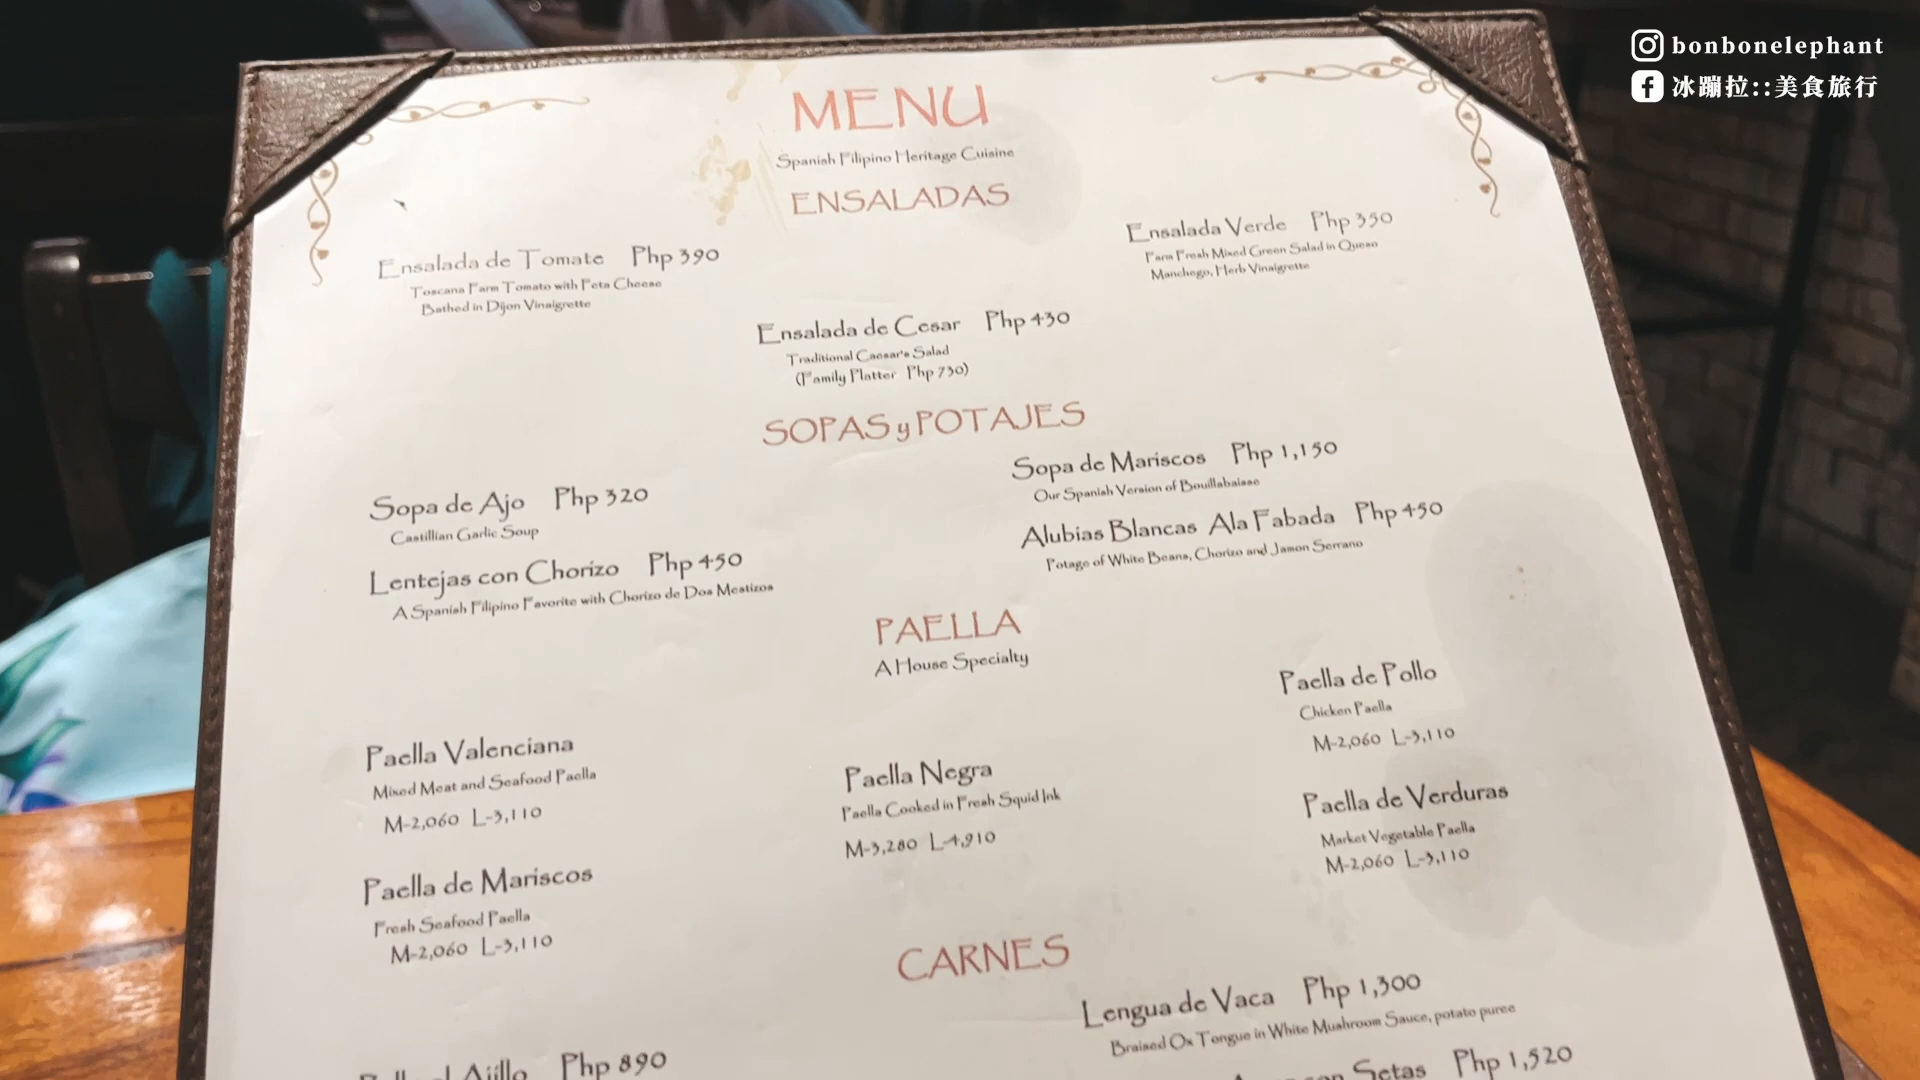 bonbonelephant
冰蹦拉::美食旅行
MENU
Spanish Filipino Heritage Cuisine
ENSALADAS
Ensalada de Tomate Php 390
Toscana Farm Tomato with Feta Cheese
Bathed in Dijon Vinaigrette
Ensalada Verde Php 350
Farm Fresh Mixed Green Salad in Queso
Manchego, Herb Vinaigrette
Ensalada de Cesar Php 430
Traditional Caesar's Salad
(Family Platter Php 730)
SOPAS y POTAJES
Sopa de Ajo Php 320
Castillian Garlic Soup
Lentejas con Chorizo Php 450
A Spanish Filipino Favorite with Chorizo de Dos Mestizos
Sopa de Mariscos Php 1,150
Our Spanish Version of Bouillabaisse
Alubias Blancas Ala Fabada Php 450
Potage of White Beans, Chorizo and Jamon Serrano
PAELLA
A House Specialty
Paella Valenciana
Mixed Meat and Seafood Paella
M-2,060 L-3,110
Paella de Mariscos
Fresh Seafood Paella
M-2,060 L-3,110
Paella Negra
Paella Cooked in Fresh Squid Ink
M-3,280 L-4,910
Paella de Pollo
Chicken Paella
M-2,060 L-3,110
Paella de Verduras
Market Vegetable Paella
M-2,060 L-3,110
CARNES
Lengua de Vaca Php 1,300
Braised Ox Tongue in White Mushroom Sauce, potato puree
Ajillo Php 890
Setas Php 1,520